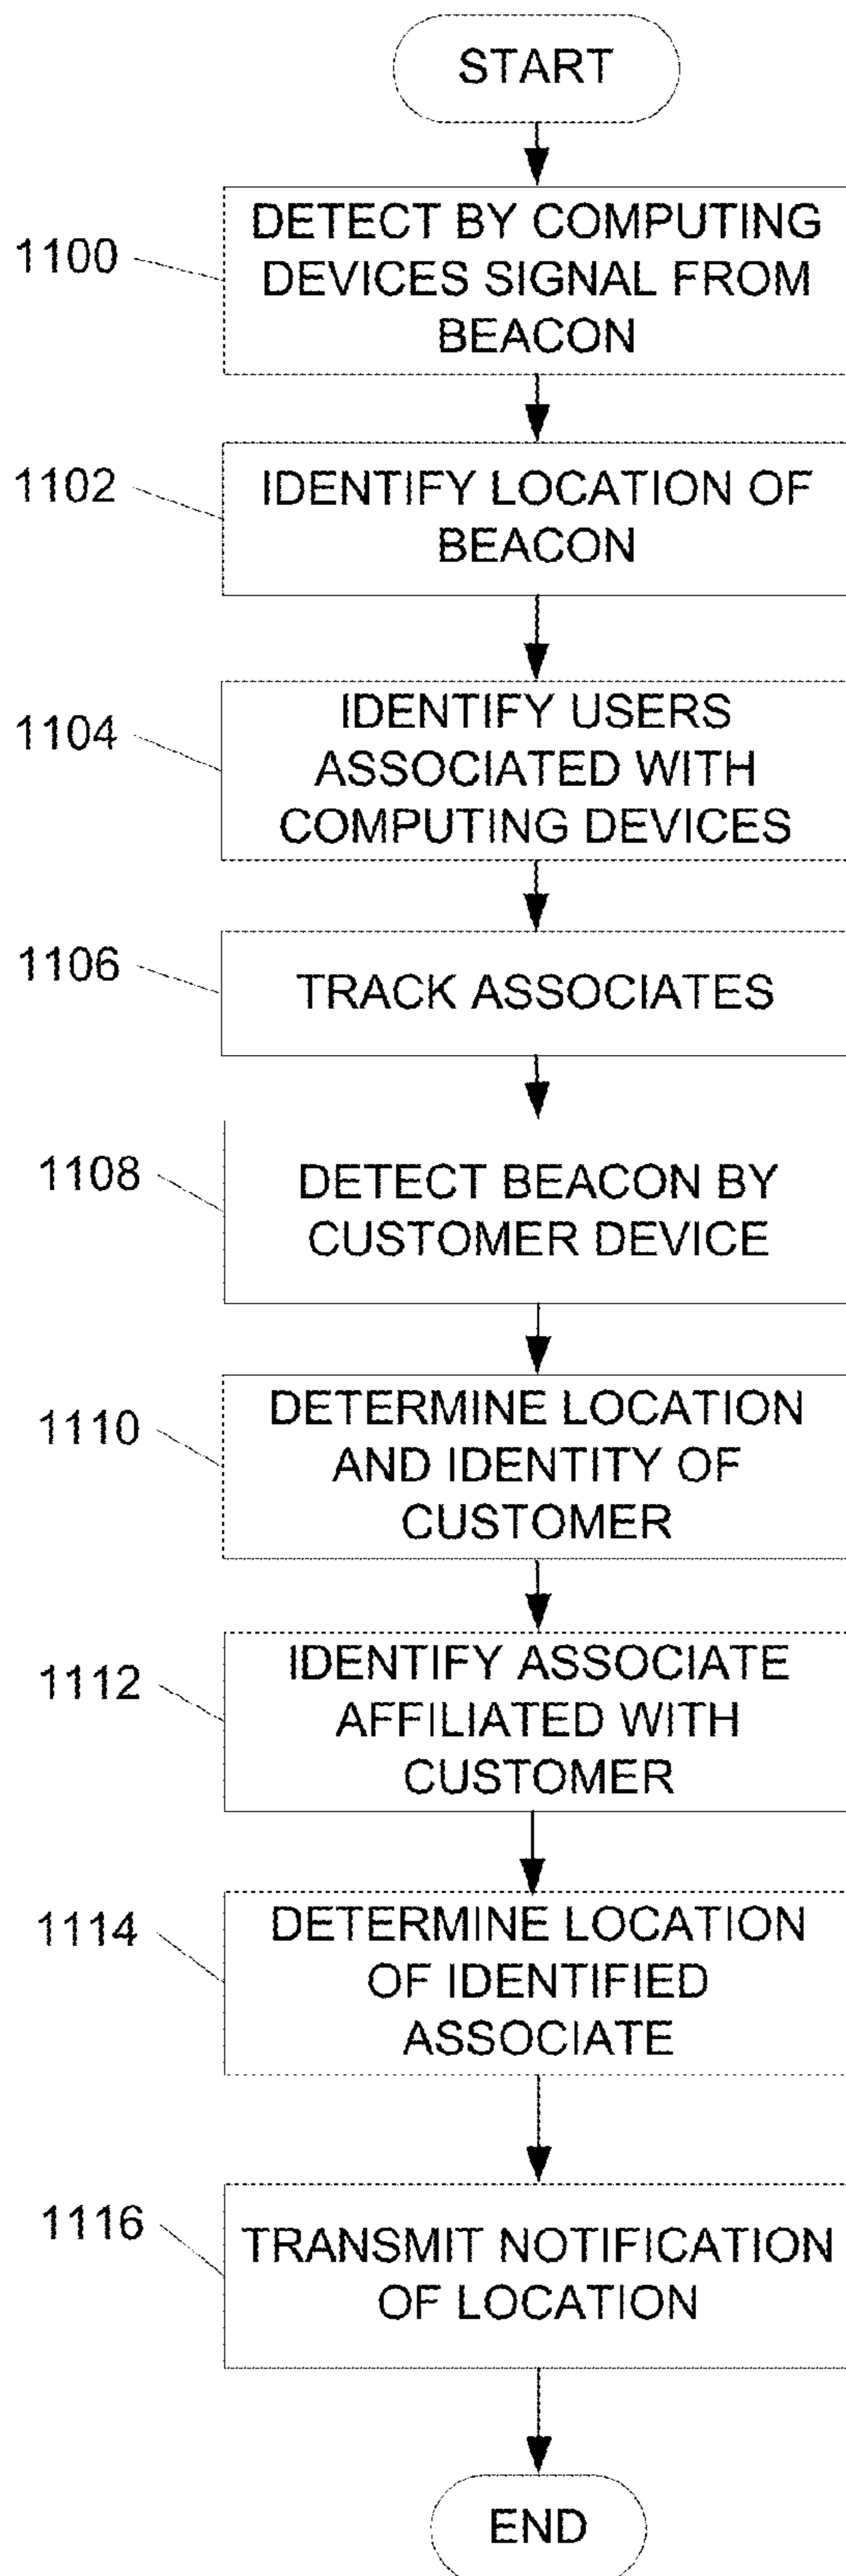 START
1100
DETECT BY COMPUTING
DEVICES SIGNAL FROM
BEACON
1102
IDENTIFY LOCATION OF
BEACON
1104
IDENTIFY USERS
ASSOCIATED WITH
COMPUTING DEVICES
1106
TRACK ASSOCIATES
1108
DETECT BEACON BY
CUSTOMER DEVICE
1110
DETERMINE LOCATION
AND IDENTITY OF
CUSTOMER
1112
IDENTIFY ASSOCIATE
AFFILIATED WITH
CUSTOMER
1114
DETERMINE LOCATION
OF IDENTIFIED
ASSOCIATE
1116
TRANSMIT NOTIFICATION
OF LOCATION
END